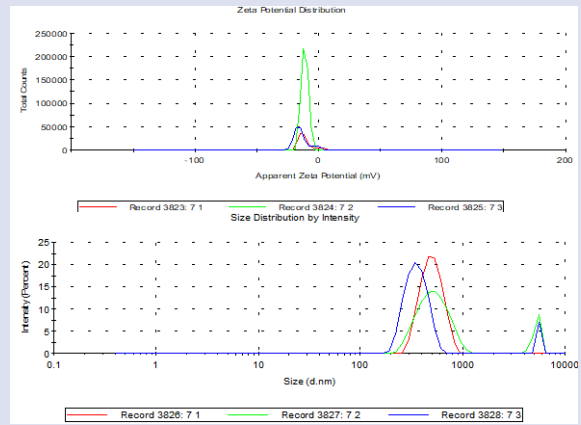 Zeta Potential Distribution
250000
200000
150000
100000
50000
0
Total Counts
-100
0
100
200
Apparent Zeta Potential (mV)
Record 3823: 7 1
Record 3824: 7 2
Record 3825: 7 3
Size Distribution by Intensity
25
20
15
10
5
0
Intensity (Percent)
0.1
1
10
100
1000
10000
Size (d.nm)
Record 3826: 7 1
Record 3827: 7 2
Record 3828: 7 3